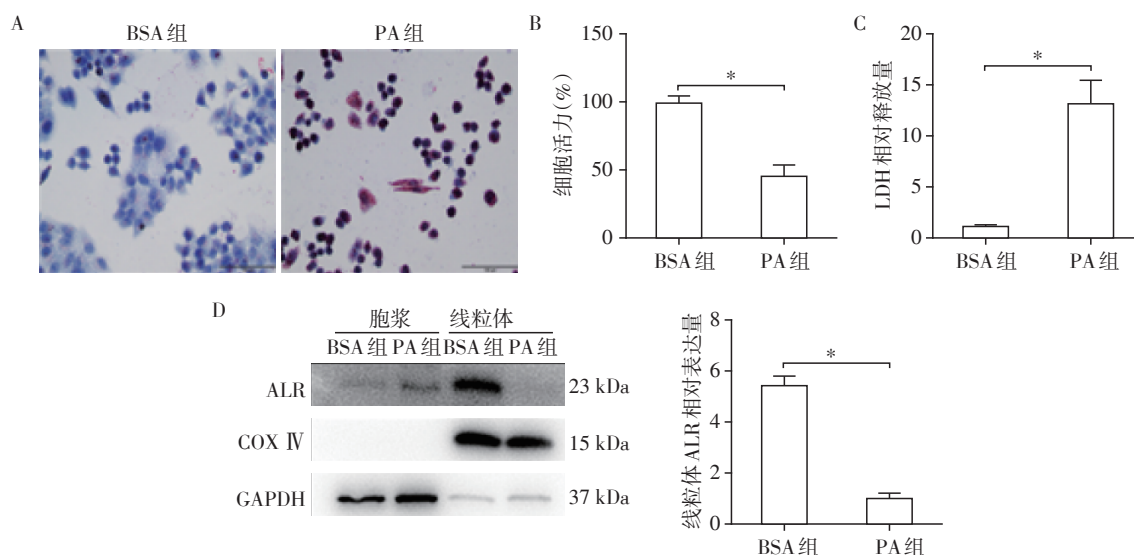 A
BSA组 PA组
B
150
100
50
0
细胞活力(%)
*
BSA组 PA组
C
20
15
10
5
0
LDH相对释放量
*
BSA组 PA组
D
胞浆 线粒体
BSA组 PA组 BSA组 PA组
ALR 23 kDa
COX Ⅳ 15 kDa
GAPDH 37 kDa
8
6
4
2
0
线粒体ALR相对表达量
*
BSA组 PA组